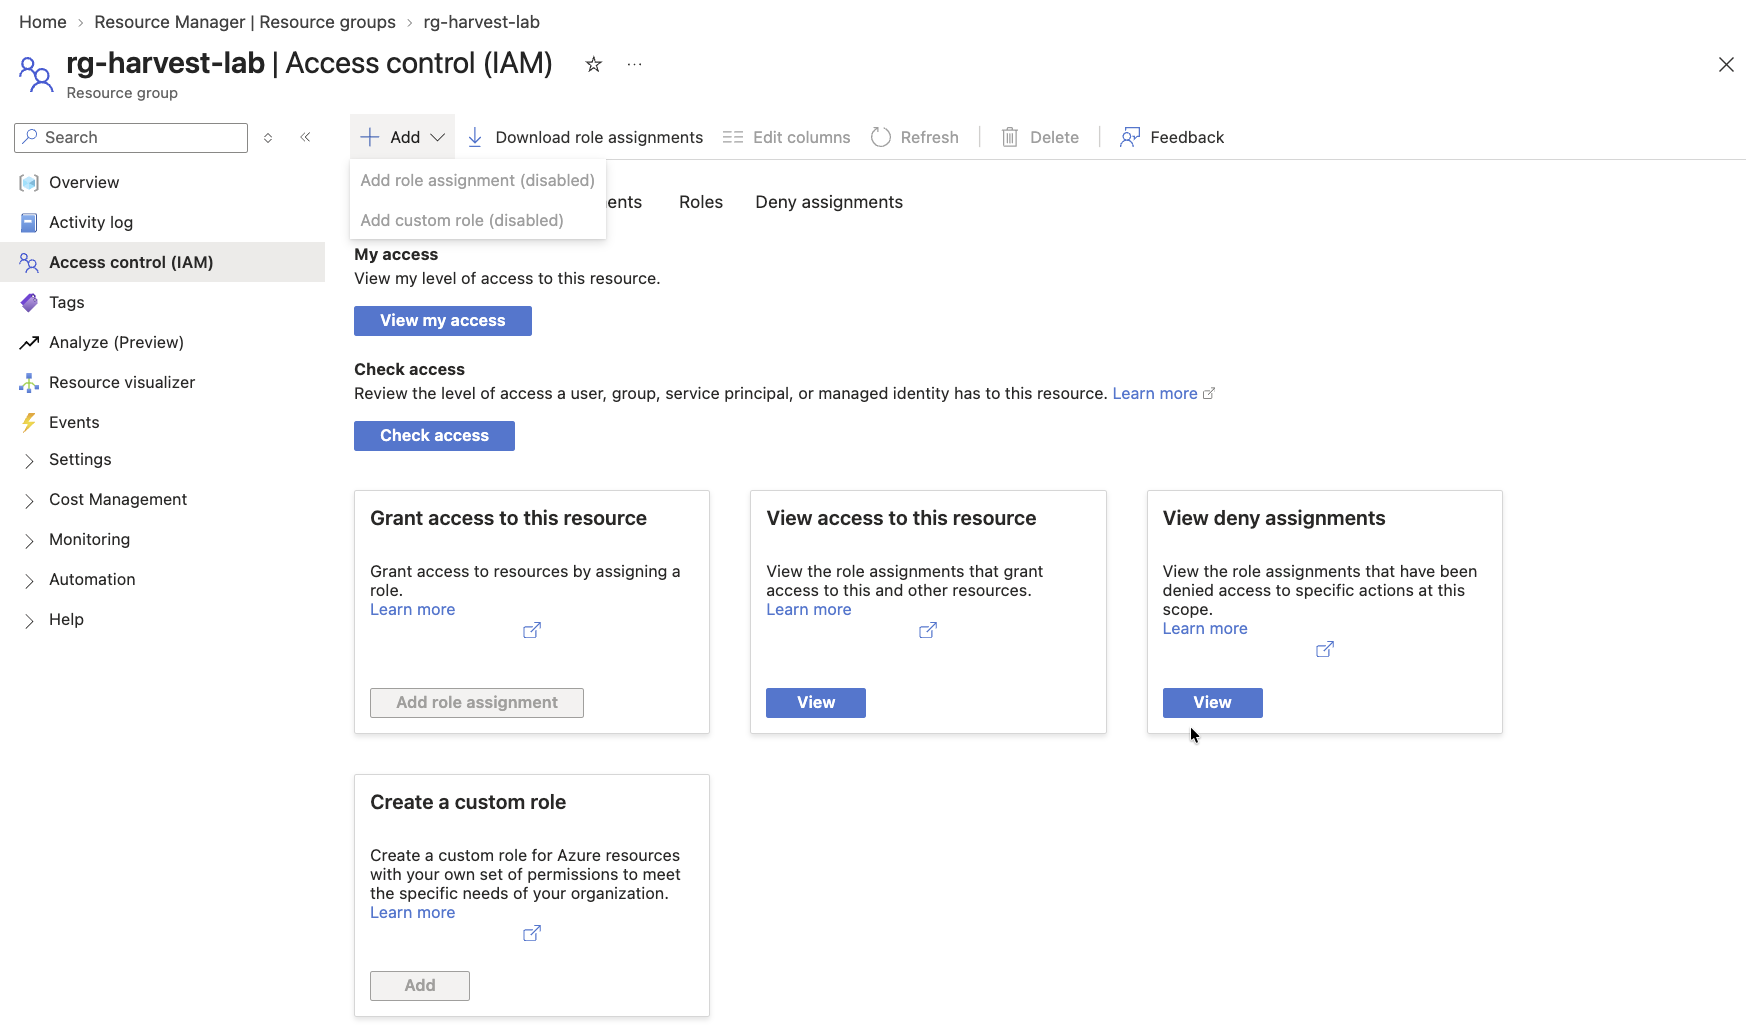 Home > Resource Manager | Resource groups > rg-harvest-lab
rg-harvest-lab | Access control (IAM) ...
Resource group
Search
Add
Download role assignments
Edit columns
Refresh
Delete
Feedback
Overview
Activity log
Access control (IAM)
Tags
Analyze (Preview)
Resource visualizer
Events
Settings
Cost Management
Monitoring
Automation
Help
Add role assignment (disabled)
Add custom role (disabled)
ents
Roles
Deny assignments
My access
View my level of access to this resource.
View my access
Check access
Review the level of access a user, group, service principal, or managed identity has to this resource. Learn more
Check access
Grant access to this resource
Grant access to resources by assigning a
role.
Learn more
Add role assignment
View access to this resource
View the role assignments that grant
access to this and other resources.
Learn more
View
View deny assignments
View the role assignments that have been
denied access to specific actions at this
scope.
Learn more
View
Create a custom role
Create a custom role for Azure resources
with your own set of permissions to meet
the specific needs of your organization.
Learn more
Add